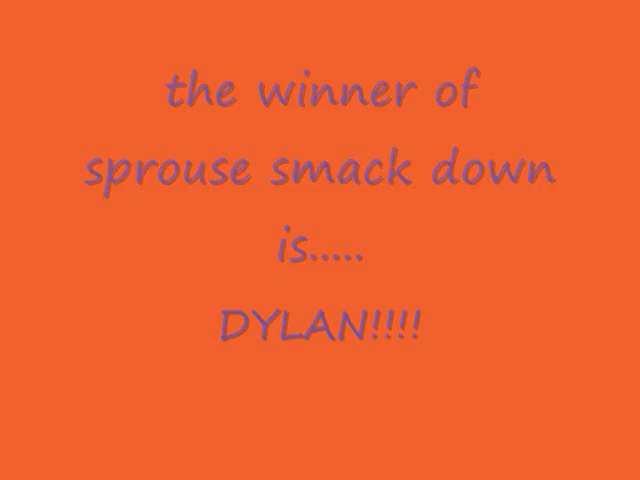 the winner of
sprouse smack down
is.....
DYLAN!!!!